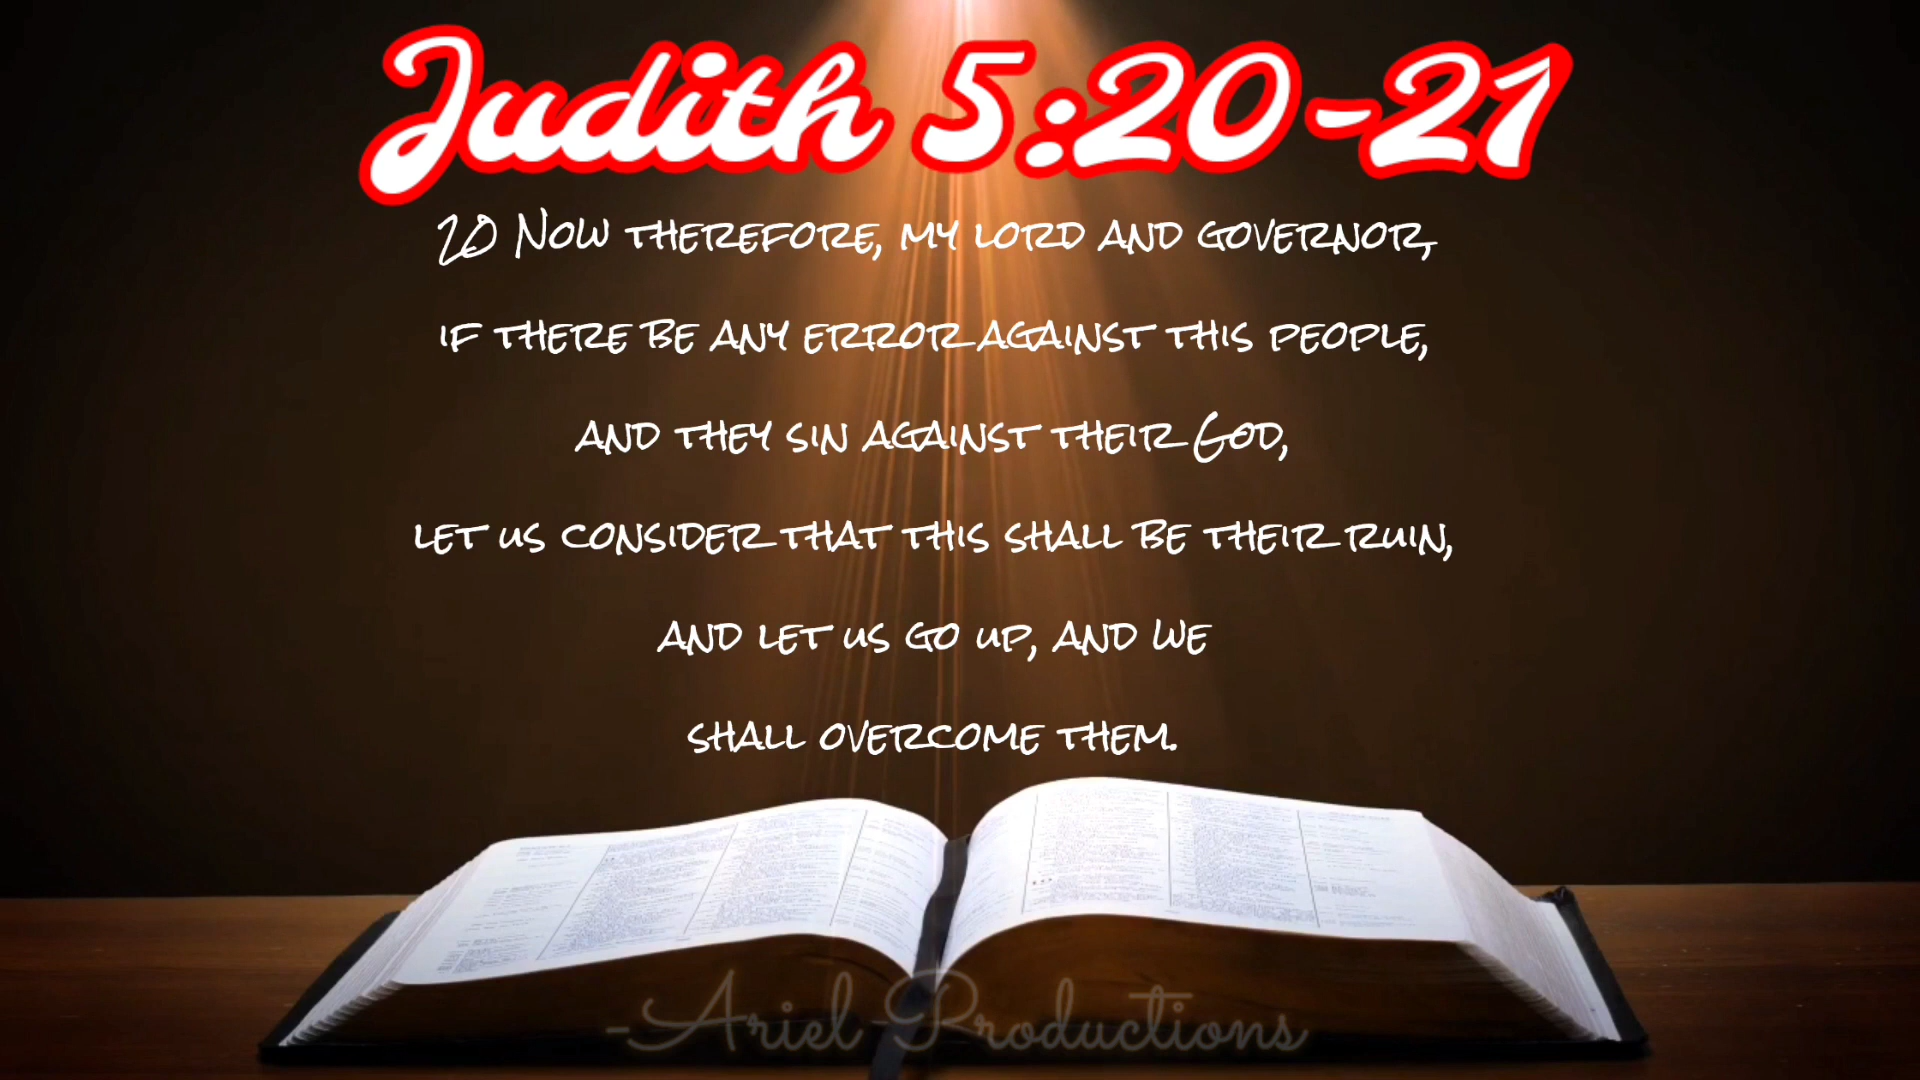 Judith 5:20-21
20 Now therefore, my lord and governor,
if there be any error against this people,
and they sin against their God,
let us consider that this shall be their ruin,
and let us go up, and we
shall overcome them.
-Ariel Productions